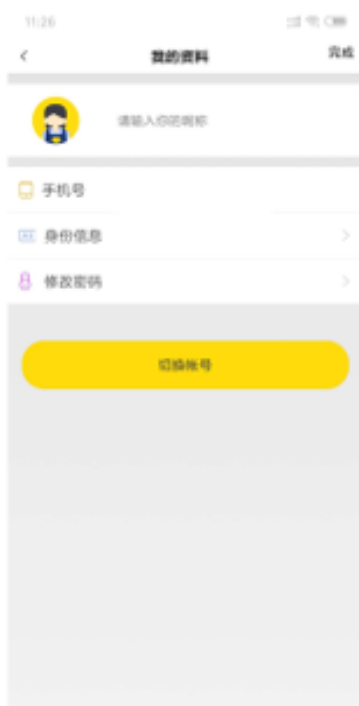 11:26
我的资料
完成
请输入你的昵称
手机号
身份信息
修改密码
切换帐号